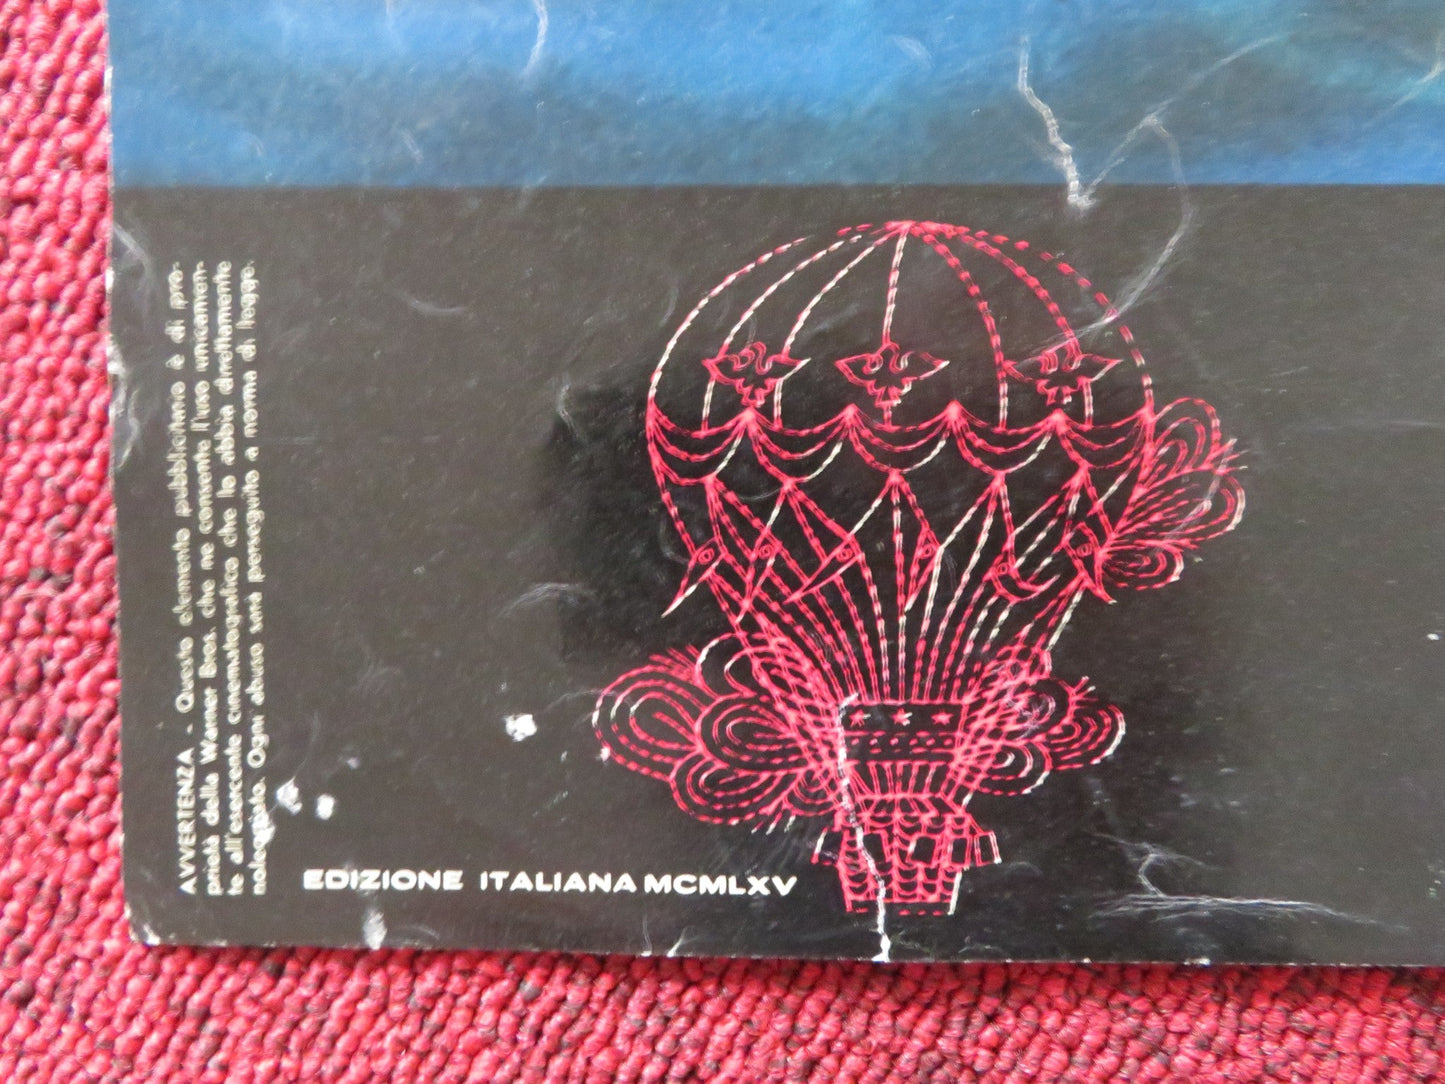 AVVERTENZA - Questo elemento pubblicitario è di pro-
prietà della Warner Bros. che ne consente l'uso unicamen-
te all'esercente cinematografico che lo abbia direttamente
noleggiato. Ogni abuso sarà perseguito a norma di legge.
EDIZIONE ITALIANA MCMLXV